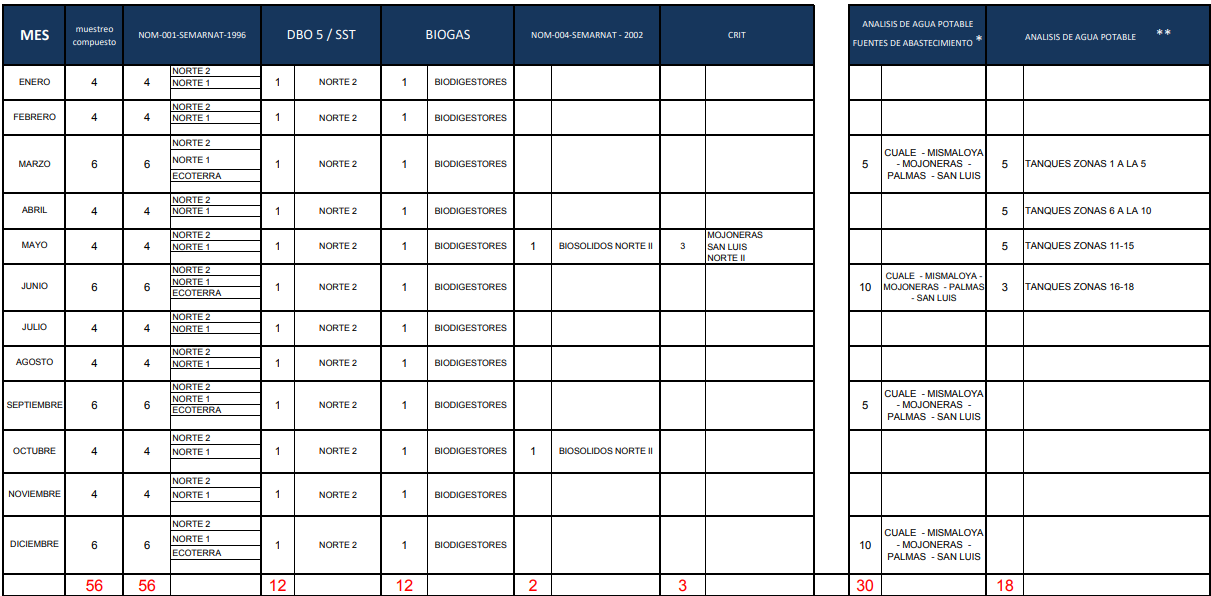 MES muestreo compuesto NOM-001-SEMARNAT-1996 DBO 5 / SST BIOGAS NOM-004-SEMARNAT - 2002 CRIT ANALISIS DE AGUA POTABLE FUENTES DE ABASTECIMIENTO * ANALISIS DE AGUA POTABLE **
ENERO 4 4 NORTE 2 1 NORTE 2 1 BIODIGESTORES
NORTE 1
FEBRERO 4 4 NORTE 2 1 NORTE 2 1 BIODIGESTORES
NORTE 1
MARZO 6 6 NORTE 2 1 NORTE 2 1 BIODIGESTORES 5 CUALE - MISMALOYA 5 TANQUES ZONAS 1 A LA 5
NORTE 1 - MOJONERAS -
ECOTERRA PALMAS - SAN LUIS
ABRIL 4 4 NORTE 2 1 NORTE 2 1 BIODIGESTORES 5 TANQUES ZONAS 6 A LA 10
NORTE 1
MAYO 4 4 NORTE 2 1 NORTE 2 1 BIODIGESTORES 1 BIOSOLIDOS NORTE II 3 MOJONERAS 5 TANQUES ZONAS 11-15
NORTE 1 SAN LUIS
NORTE II
JUNIO 6 6 NORTE 2 1 NORTE 2 1 BIODIGESTORES 10 CUALE - MISMALOYA - 3 TANQUES ZONAS 16-18
NORTE 1 MOJONERAS - PALMAS
ECOTERRA - SAN LUIS
JULIO 4 4 NORTE 2 1 NORTE 2 1 BIODIGESTORES
NORTE 1
AGOSTO 4 4 NORTE 2 1 NORTE 2 1 BIODIGESTORES
NORTE 1
SEPTIEMBRE 6 6 NORTE 2 1 NORTE 2 1 BIODIGESTORES 5 CUALE - MISMALOYA
NORTE 1 - MOJONERAS -
ECOTERRA PALMAS - SAN LUIS
OCTUBRE 4 4 NORTE 2 1 NORTE 2 1 BIODIGESTORES 1 BIOSOLIDOS NORTE II
NORTE 1
NOVIEMBRE 4 4 NORTE 2 1 NORTE 2 1 BIODIGESTORES
NORTE 1
DICIEMBRE 6 6 NORTE 2 1 NORTE 2 1 BIODIGESTORES 10 CUALE - MISMALOYA
NORTE 1 - MOJONERAS -
ECOTERRA PALMAS - SAN LUIS
56 56 12 12 2 3 30 18